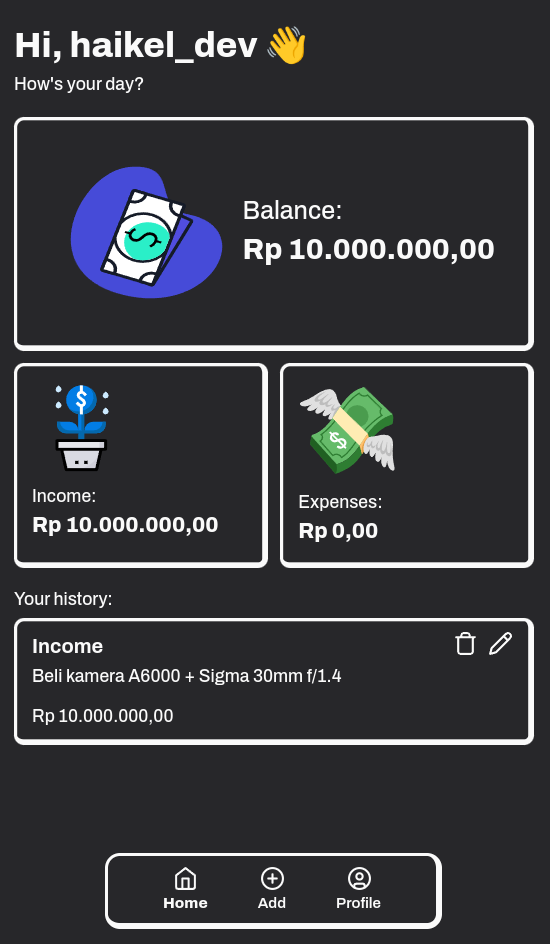 Hi, haikel_dev 👋
How's your day?
Balance:
Rp 10.000.000,00
Income:
Rp 10.000.000,00
Expenses:
Rp 0,00
Your history:
Income
Beli kamera A6000 + Sigma 30mm f/1.4
Rp 10.000.000,00
Home
Add
Profile